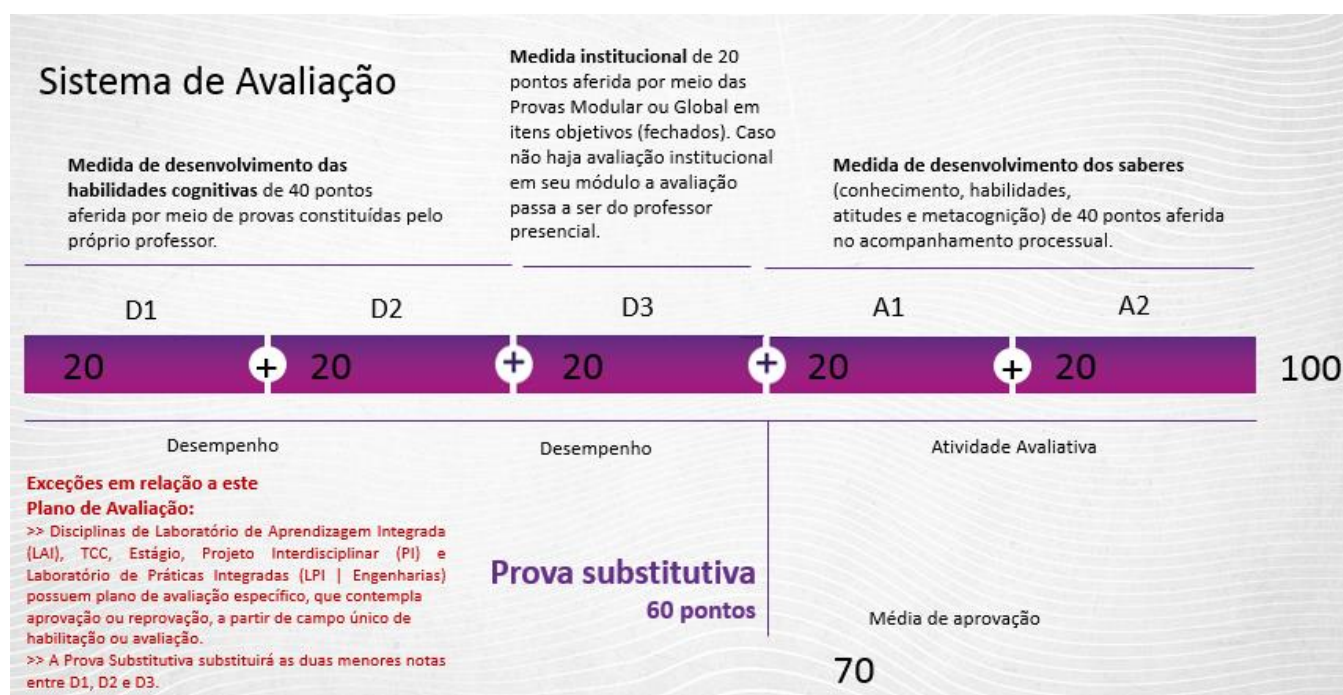 Sistema de Avaliação
Medida de desenvolvimento das
habilidades cognitivas de 40 pontos
aferida por meio de provas constituídas pelo
próprio professor.
Medida institucional de 20
pontos aferida por meio das
Provas Modular ou Global em
itens objetivos (fechados). Caso
não haja avaliação institucional
em seu módulo a avaliação
passa a ser do professor
presencial.
Medida de desenvolvimento dos saberes
(conhecimento, habilidades,
atitudes e metacognição) de 40 pontos aferida
no acompanhamento processual.
D1 D2 D3 A1 A2
20 + 20 + 20 + 20 + 20 100
Desempenho Desempenho Atividade Avaliativa
Exceções em relação a este
Plano de Avaliação:
>> Disciplinas de Laboratório de Aprendizagem Integrada
(LAI), TCC, Estágio, Projeto Interdisciplinar (PI) e
Laboratório de Práticas Integradas (LPI | Engenharias)
possuem plano de avaliação específico, que contempla
aprovação ou reprovação, a partir de campo único de
habilitação ou avaliação.
>> A Prova Substitutiva substituirá as duas menores notas
entre D1, D2 e D3.
Prova substitutiva
60 pontos
Média de aprovação
70